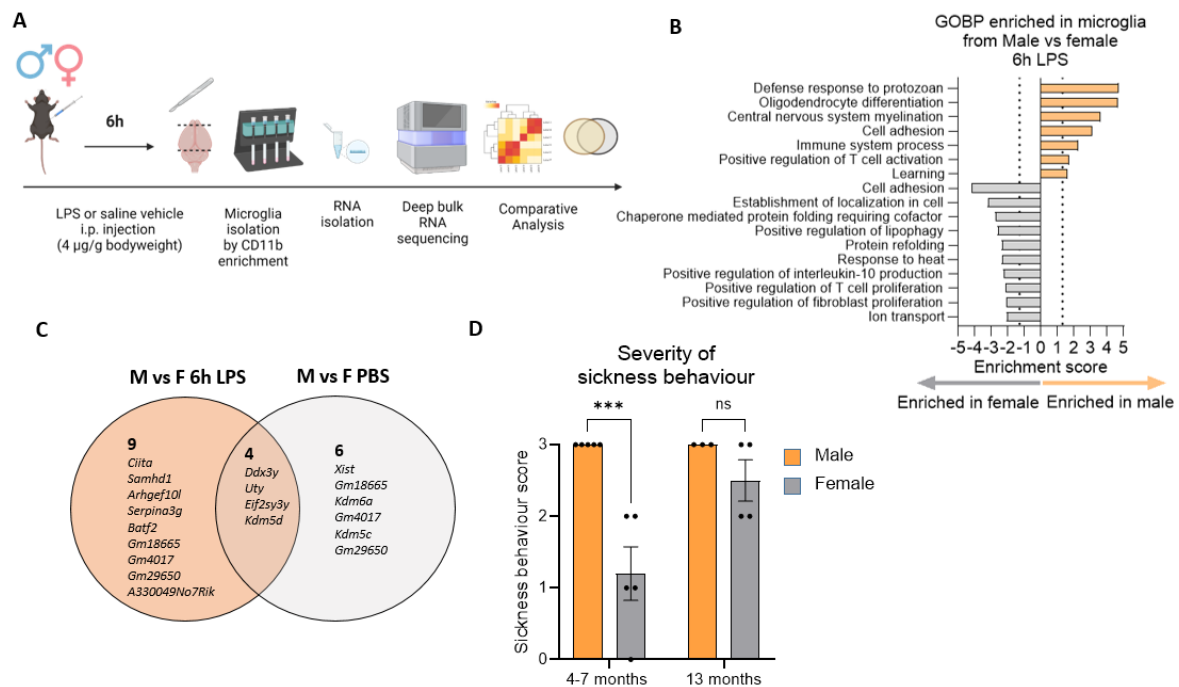 A
6h
LPS or saline vehicle
i.p. injection
(4 µg/g bodyweight)
Microglia
isolation
by CD11b
enrichment
RNA
isolation
Deep bulk
RNA
sequencing
Comparative
Analysis
B
GOBP enriched in microglia
from Male vs female
6h LPS
Defense response to protozoan
Oligodendrocyte differentiation
Central nervous system myelination
Cell adhesion
Immune system process
Positive regulation of T cell activation
Learning
Cell adhesion
Establishment of localization in cell
Chaperone mediated protein folding requiring cofactor
Positive regulation of lipophagy
Protein refolding
Response to heat
Positive regulation of interleukin-10 production
Positive regulation of T cell proliferation
Positive regulation of fibroblast proliferation
Ion transport
-5 -4 -3 -2 -1 0 1 2 3 4 5
Enrichment score
Enriched in female Enriched in male
C
M vs F 6h LPS
M vs F PBS
9
Ciita
Samhd1
Arhgef10l
Serpina3g
Batf2
Gm18665
Gm4017
Gm29650
A330049No7Rik
4
Ddx3y
Uty
Eif2sy3y
Kdm5d
6
Xist
Gm18665
Kdm6a
Gm4017
Kdm5c
Gm29650
D
Severity of
sickness behaviour
*** ns
Sickness behaviour score
3
2
1
0
4-7 months 13 months
Male
Female